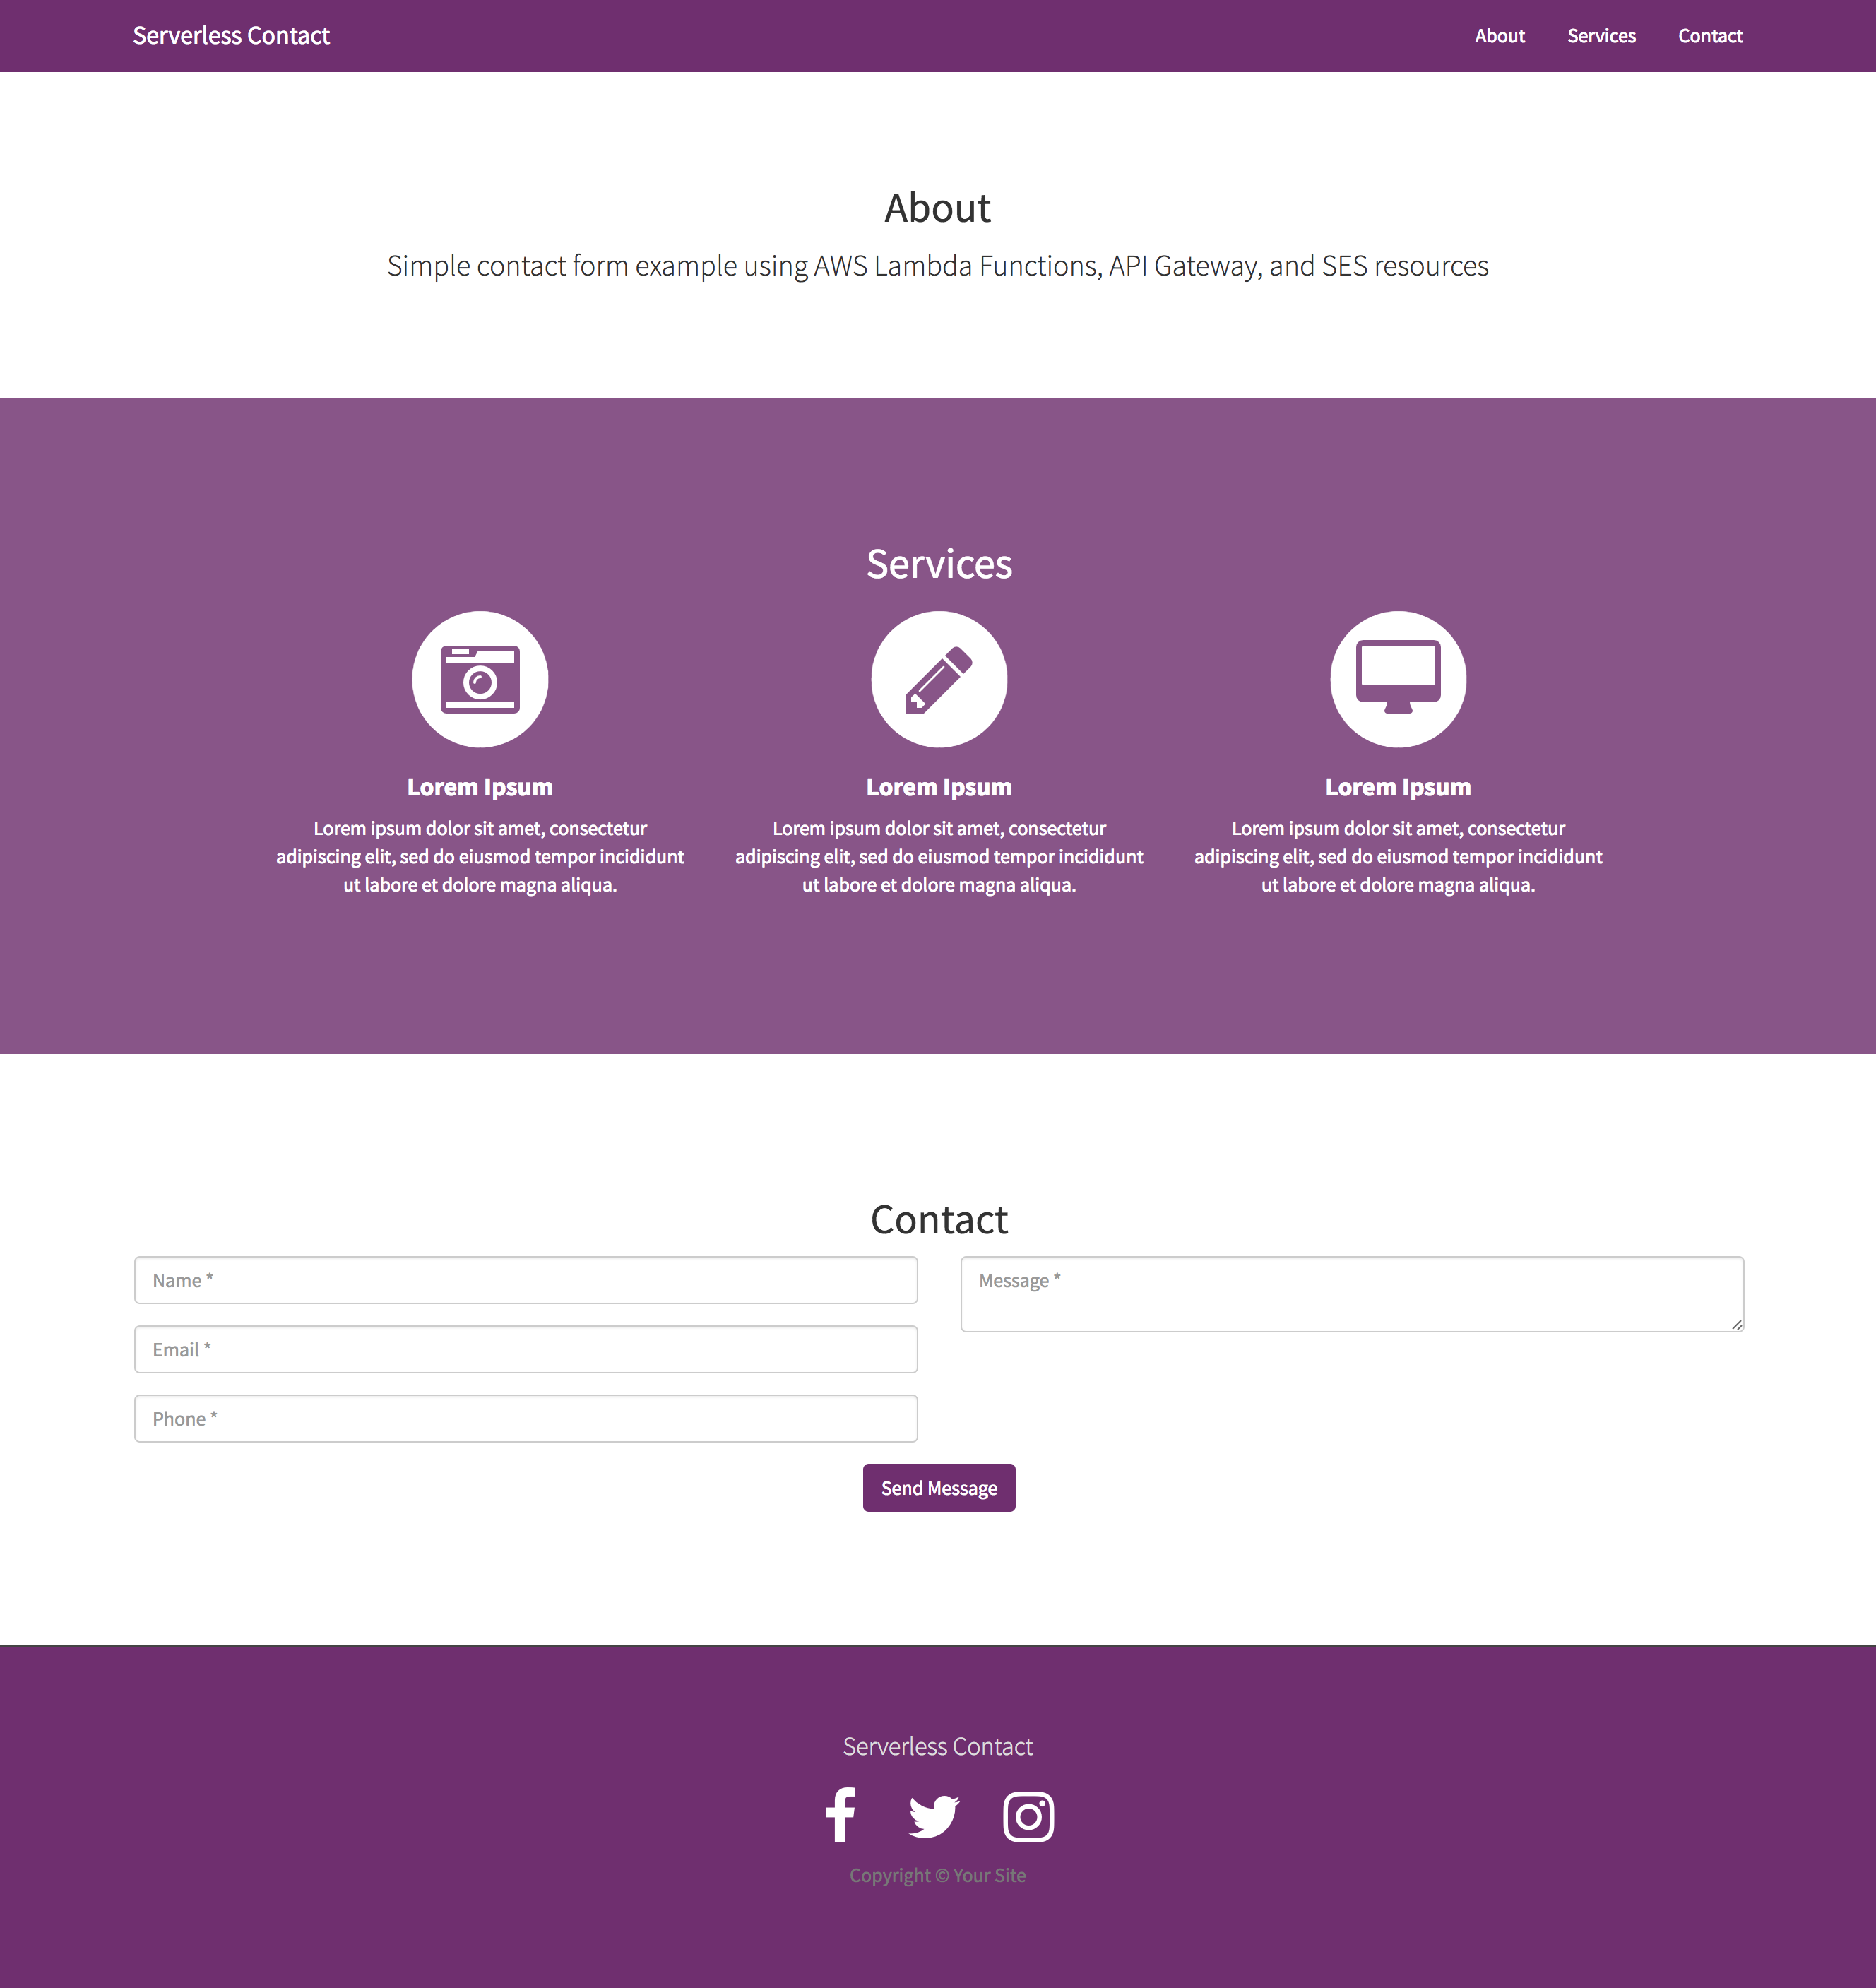 Serverless Contact
About
Services
Contact
About
Simple contact form example using AWS Lambda Functions, API Gateway, and SES resources
Services
Lorem Ipsum
Lorem ipsum dolor sit amet, consectetur
adipiscing elit, sed do eiusmod tempor incididunt
ut labore et dolore magna aliqua.
Lorem Ipsum
Lorem ipsum dolor sit amet, consectetur
adipiscing elit, sed do eiusmod tempor incididunt
ut labore et dolore magna aliqua.
Lorem Ipsum
Lorem ipsum dolor sit amet, consectetur
adipiscing elit, sed do eiusmod tempor incididunt
ut labore et dolore magna aliqua.
Contact
Name *
Email *
Phone *
Message *
Send Message
Serverless Contact
Copyright © Your Site